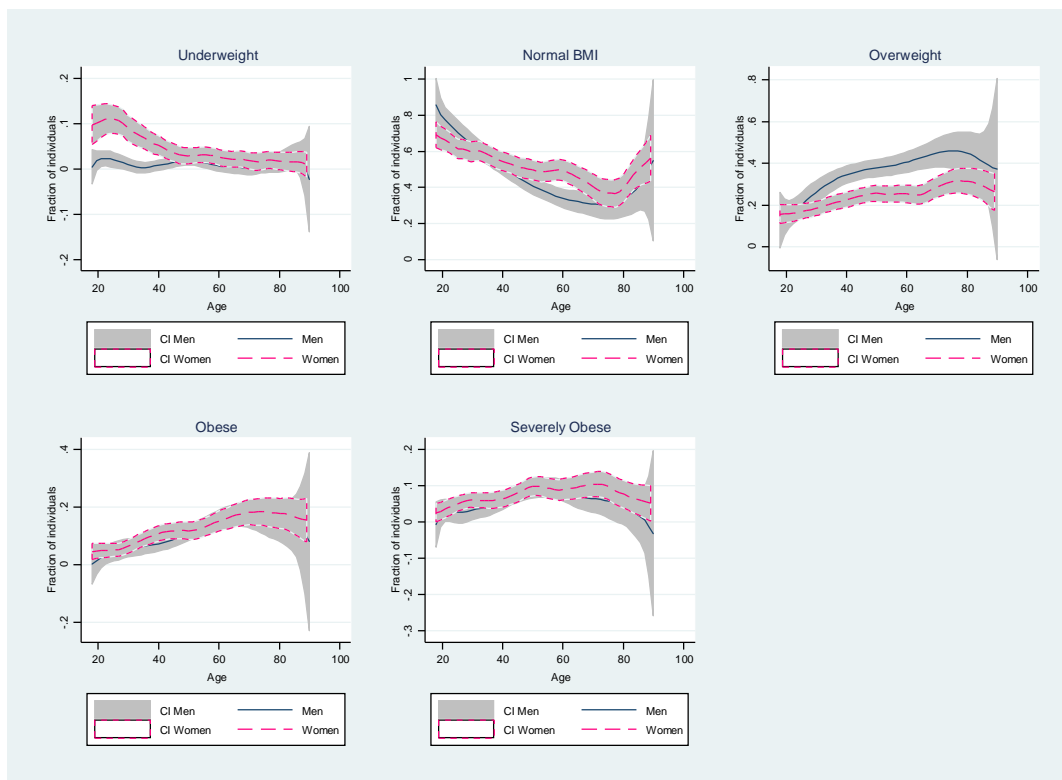 Underweight
Fraction of individuals
.2
.1
0
-.1
-.2
20 40 60 80 100
Age
CI Men Men
CI Women Women
Normal BMI
Fraction of individuals
1
.8
.6
.4
.2
0
20 40 60 80 100
Age
CI Men Men
CI Women Women
Overweight
Fraction of individuals
.8
.6
.4
.2
0
20 40 60 80 100
Age
CI Men Men
CI Women Women
Obese
Fraction of individuals
.4
.2
0
-.2
20 40 60 80 100
Age
CI Men Men
CI Women Women
Severely Obese
Fraction of individuals
.2
.1
0
-.1
-.2
-.3
20 40 60 80 100
Age
CI Men Men
CI Women Women